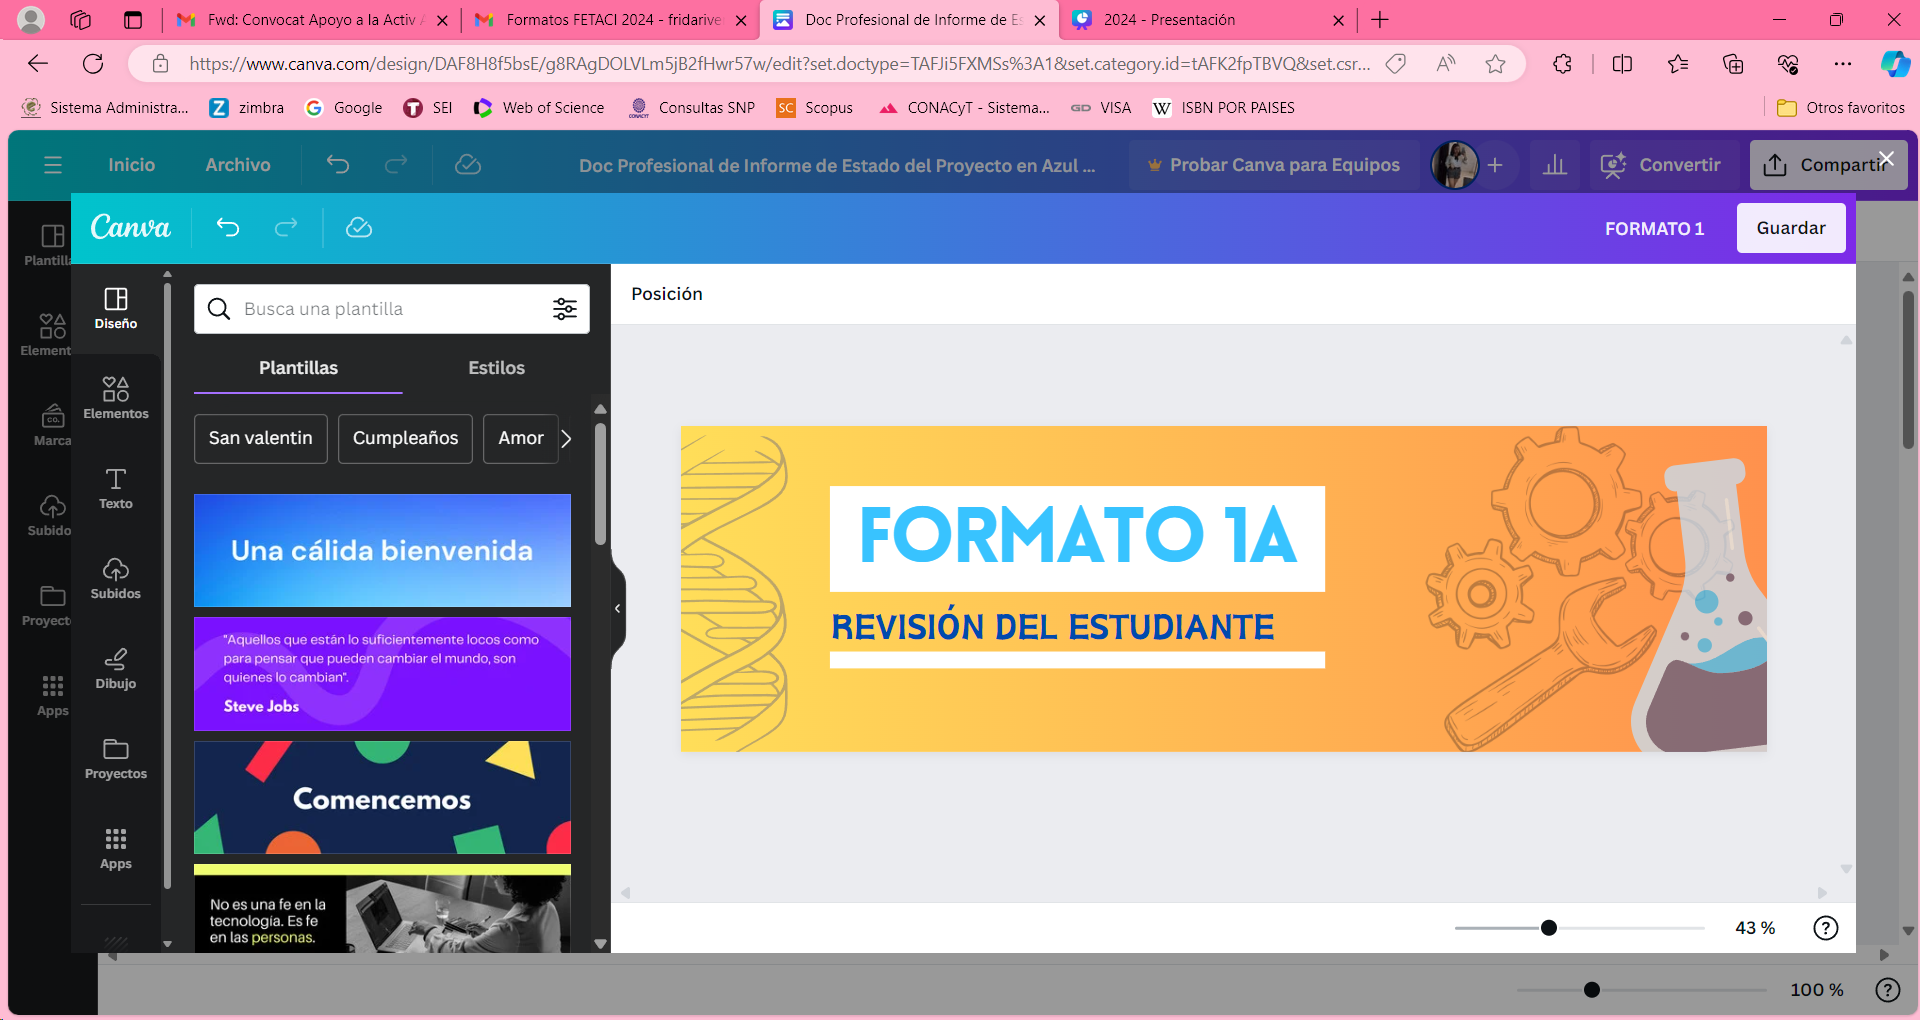 Fwd: Convocat Apoyo a la Activ
Formatos FETACI 2024 - fridarive
Doc Profesional de Informe de Es
2024 - Presentación
https://www.canva.com/design/DAF8H8f5bsE/g8RAgDOLVLm5jB2fHwr57w/edit?set.doctype=TAFJi5FXMSs%3A1&set.category.id=tAFK2fpTBVQ&set.csr...
Sistema Administra...
zimbra
Google
SEI
Web of Science
Consultas SNP
SC Scopus
CONACyT - Sistema...
GD VISA
W ISBN POR PAISES
Otros favoritos
Inicio
Archivo
Doc Profesional de Informe de Estado del Proyecto en Azul ...
Probar Canva para Equipos
Convertir
Compartir
Canva
FORMATO 1
Guardar
Plantilla
Element
Marca
Subido
Proyect
Apps
Diseño
Elementos
Texto
Subidos
Dibujo
Proyectos
Apps
Busca una plantilla
Plantillas
Estilos
San valentin
Cumpleaños
Amor
Una cálida bienvenida
"Aquellos que están lo suficientemente locos como
para pensar que pueden cambiar el mundo, son
quienes lo cambian".
Steve Jobs
Comencemos
No es una fe en la
tecnología. Es fe
en las personas.
Posición
FORMATO 1A
REVISIÓN DEL ESTUDIANTE
43 %
100 %